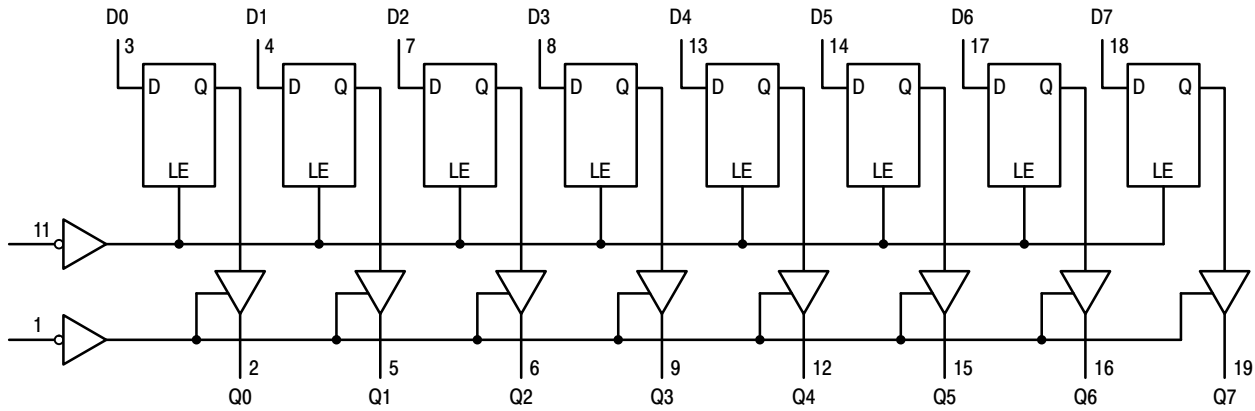 D0 D1 D2 D3 D4 D5 D6 D7
3 4 7 8 13 14 17 18
D Q D Q D Q D Q D Q D Q D Q D Q
LE LE LE LE LE LE LE LE
11
1
2 5 6 9 12 15 16 19
Q0 Q1 Q2 Q3 Q4 Q5 Q6 Q7